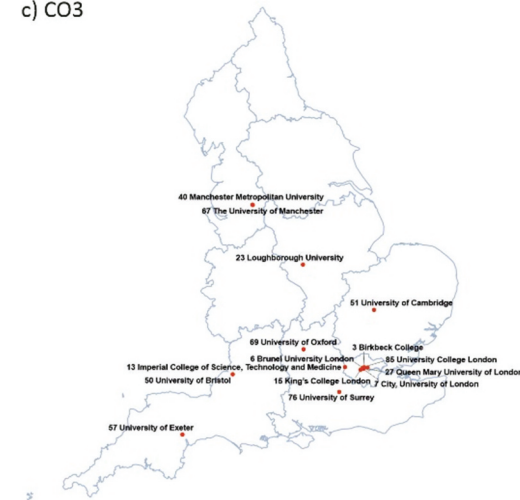 c) CO3
40 Manchester Metropolitan University
67 The University of Manchester
23 Loughborough University
51 University of Cambridge
69 University of Oxford
3 Birkbeck College
6 Brunel University London
85 University College London
13 Imperial College of Science, Technology and Medicine
27 Queen Mary University of London
50 University of Bristol
15 King's College London
7 City, University of London
76 University of Surrey
57 University of Exeter